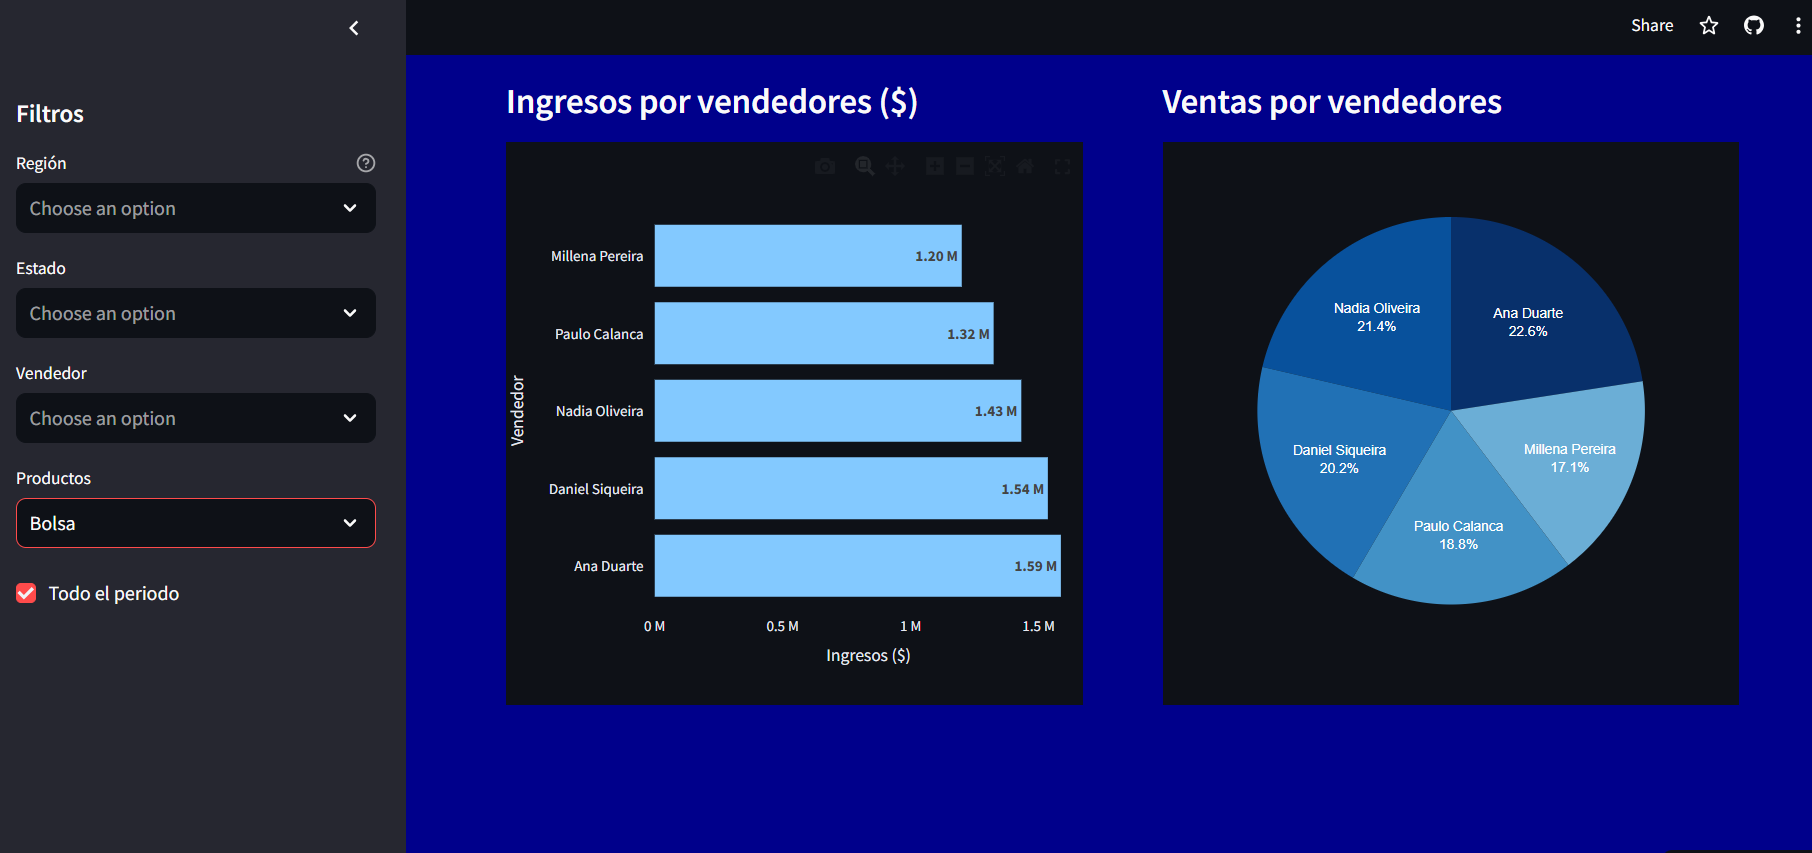 Share
Filtros
Región
Choose an option
Estado
Choose an option
Vendedor
Choose an option
Productos
Bolsa
Todo el periodo
Ingresos por vendedores ($)
Vendedor
Millena Pereira
1.20 M
Paulo Calanca
1.32 M
Nadia Oliveira
1.43 M
Daniel Siqueira
1.54 M
Ana Duarte
1.59 M
0 M
0.5 M
1 M
1.5 M
Ingresos ($)
Ventas por vendedores
Nadia Oliveira
21.4%
Ana Duarte
22.6%
Daniel Siqueira
20.2%
Millena Pereira
17.1%
Paulo Calanca
18.8%